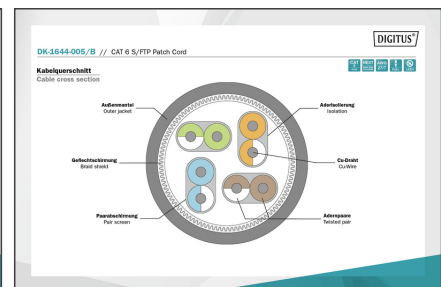 DIGITUS®
DK-1644-005/B // CAT 6 S/FTP Patch Cord
Kabelquerschnitt
Cable cross section
Außenmantel
Outer jacket
Aderisolierung
Isolation
Geflechtschirmung
Braid shield
Cu-Draht
Cu-Wire
Paarabschirmung
Pair screen
Adernpaare
Twisted pair